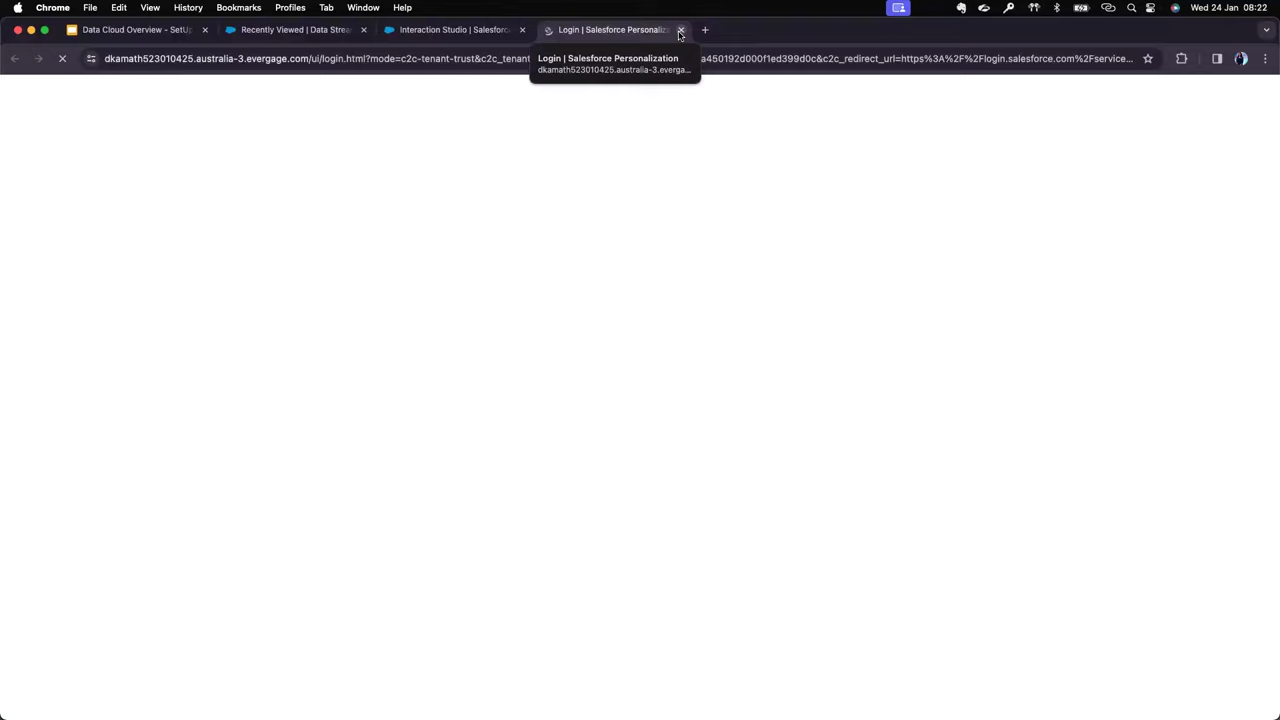 Chrome File Edit View History Bookmarks Profiles Tab Window Help Wed 24 Jan 08:22
Data Cloud Overview - SetU Recently Viewed | Data Strea Interaction Studio | Salesforc Login | Salesforce Personaliz
dkamath523010425.australia-3.evergage.com/ui/login.html?mode=c2c-tenant-trust&c2c_tenant a450192d000f1ed399d0c&c2c_redirect_url=https%3A%2F%2Flogin.salesforce.com%2Fservice...
Login | Salesforce Personalization
dkamath523010425.australia-3.everga...